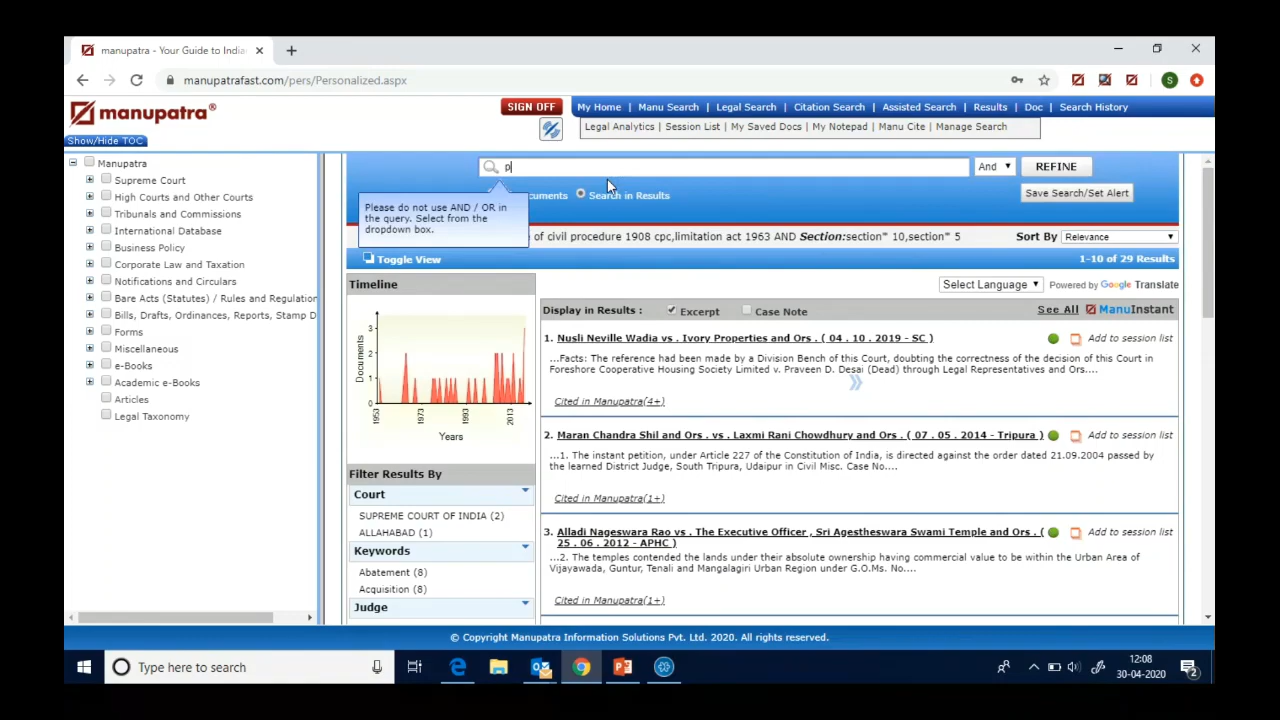 manupatra - Your Guide to India
manupatrafast.com/pers/Personalized.aspx
manupatra®
SIGN OFF
My Home | Manu Search | Legal Search | Citation Search | Assisted Search | Results | Doc | Search History
Legal Analytics | Session List | My Saved Docs | My Notepad | Manu Cite | Manage Search
Show/Hide TOC
Manupatra
Supreme Court
High Courts and Other Courts
Tribunals and Commissions
International Database
Business Policy
Corporate Law and Taxation
Notifications and Circulars
Bare Acts (Statutes) / Rules and Regulation
Bills, Drafts, Ordinances, Reports, Stamp D
Forms
Miscellaneous
e-Books
Academic e-Books
Articles
Legal Taxonomy
p
And
REFINE
cuments
Search in Results
Save Search/Set Alert
Please do not use AND / OR in
the query. Select from the
dropdown box.
of civil procedure 1908 cpc,limitation act 1963 AND Section:section* 10,section* 5
Sort By
Relevance
Toggle View
1-10 of 29 Results
Timeline
Documents
3
2
1
0
1953
1973
1993
2013
Years
Filter Results By
Court
SUPREME COURT OF INDIA (2)
ALLAHABAD (1)
Keywords
Abatement (8)
Acquisition (8)
Judge
Select Language
Powered by Google Translate
Display in Results :
Excerpt
Case Note
See All
ManuInstant
1. Nusli Neville Wadia vs . Ivory Properties and Ors . ( 04 . 10 . 2019 - SC )
Add to session list
...Facts: The reference had been made by a Division Bench of this Court, doubting the correctness of the decision of this Court in
Foreshore Cooperative Housing Society Limited v. Praveen D. Desai (Dead) through Legal Representatives and Ors....
Cited in Manupatra(4+)
2. Maran Chandra Shil and Ors . vs . Laxmi Rani Chowdhury and Ors . ( 07 . 05 . 2014 - Tripura )
Add to session list
...1. The instant petition, under Article 227 of the Constitution of India, is directed against the order dated 21.09.2004 passed by
the learned District Judge, South Tripura, Udaipur in Civil Misc. Case No....
Cited in Manupatra(1+)
3. Alladi Nageswara Rao vs . The Executive Officer , Sri Agestheswara Swami Temple and Ors . (
25 . 06 . 2012 - APHC )
Add to session list
...2. The temples contended the lands under their absolute ownership having commercial value to be within the Urban Area of
Vijayawada, Guntur, Tenali and Mangalagiri Urban Region under G.O.Ms. No....
Cited in Manupatra(1+)
© Copyright Manupatra Information Solutions Pvt. Ltd. 2020. All rights reserved.
Type here to search
12:08
30-04-2020
2